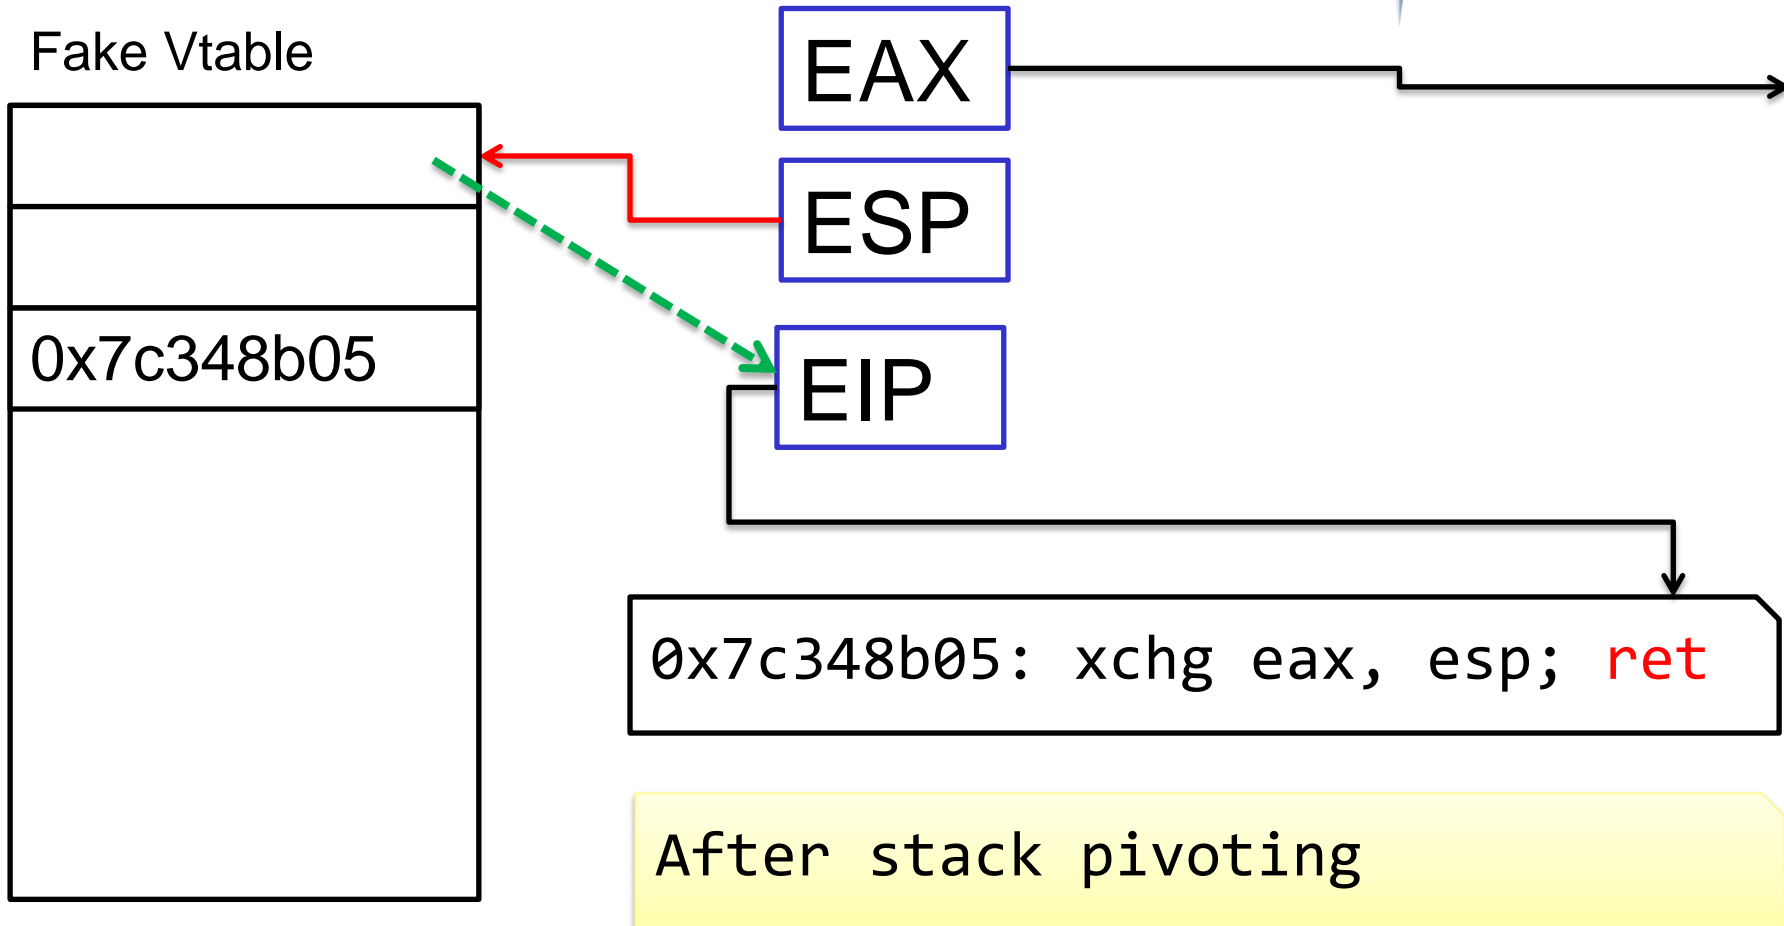 Fake Vtable
EAX
ESP
0x7c348b05
EIP
0x7c348b05: xchg eax, esp; ret
After stack pivoting